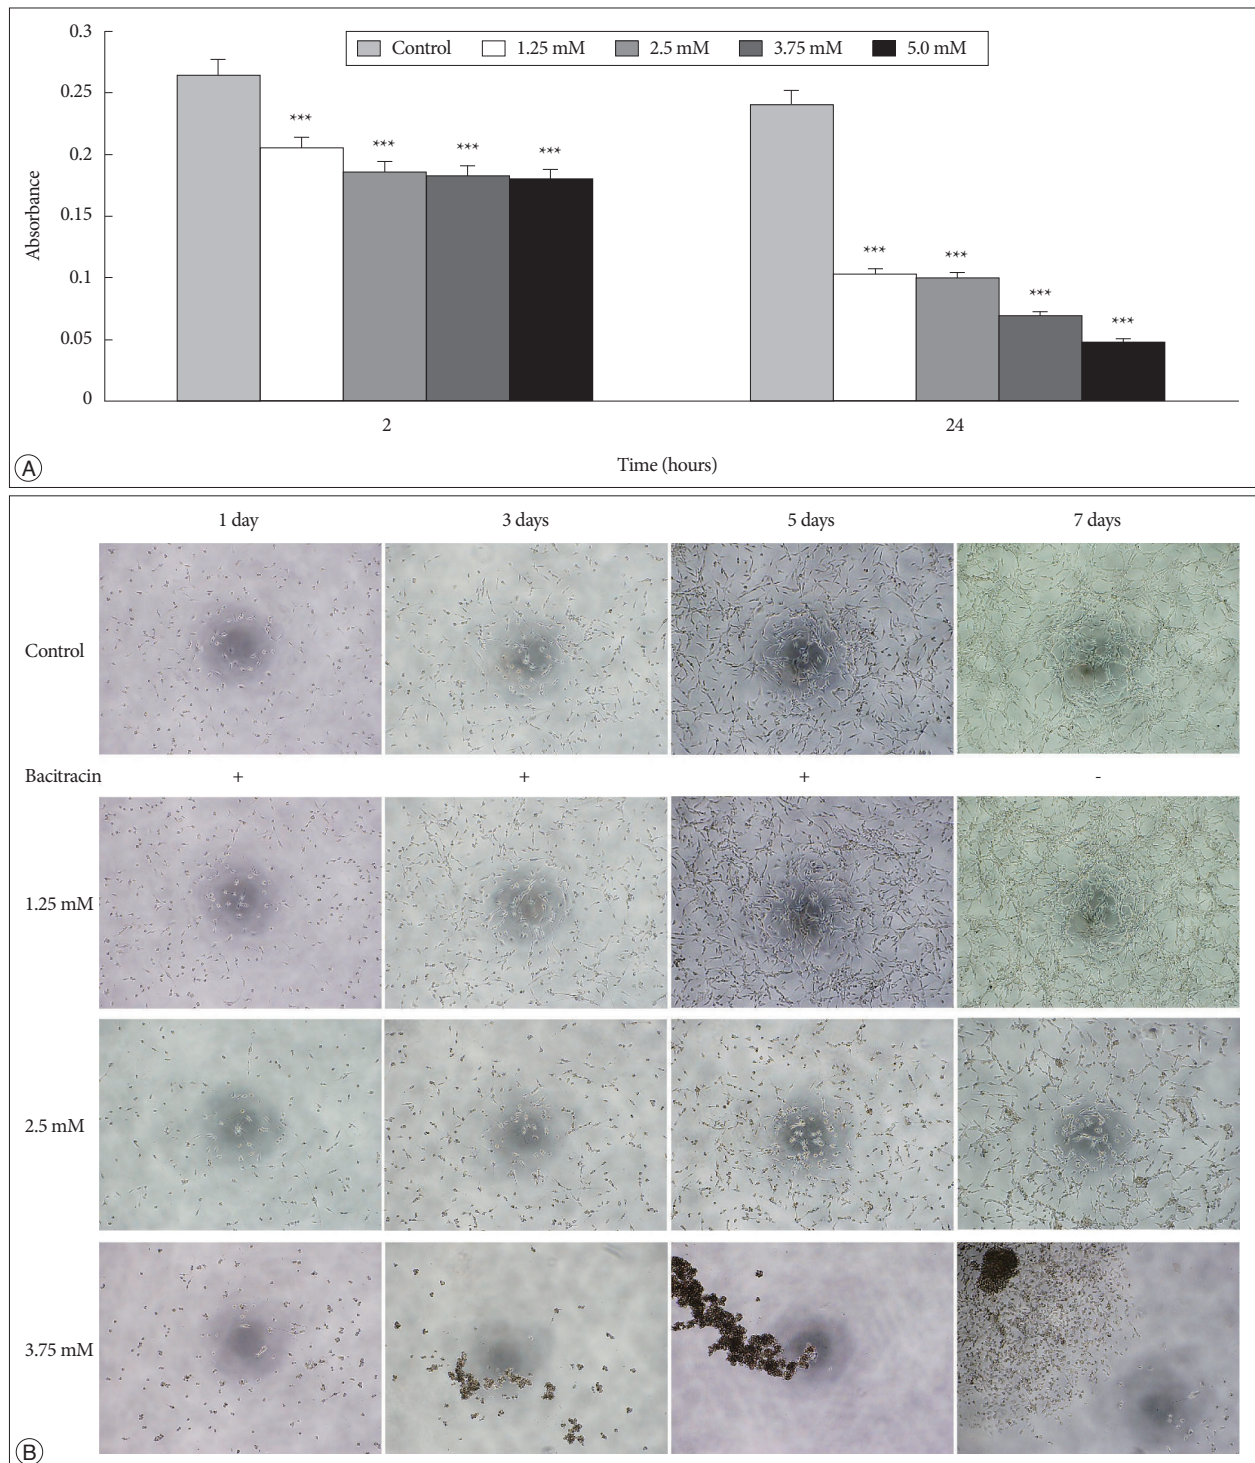 0.3
Control 1.25 mM 2.5 mM 3.75 mM 5.0 mM
0.25
***
0.2
*** *** ***
0.15
Absorbance
0.1
*** ***
***
0.05
***
0
2 24
Time (hours)
A
1 day 3 days 5 days 7 days
Control
Bacitracin + + + -
1.25 mM
2.5 mM
3.75 mM
B